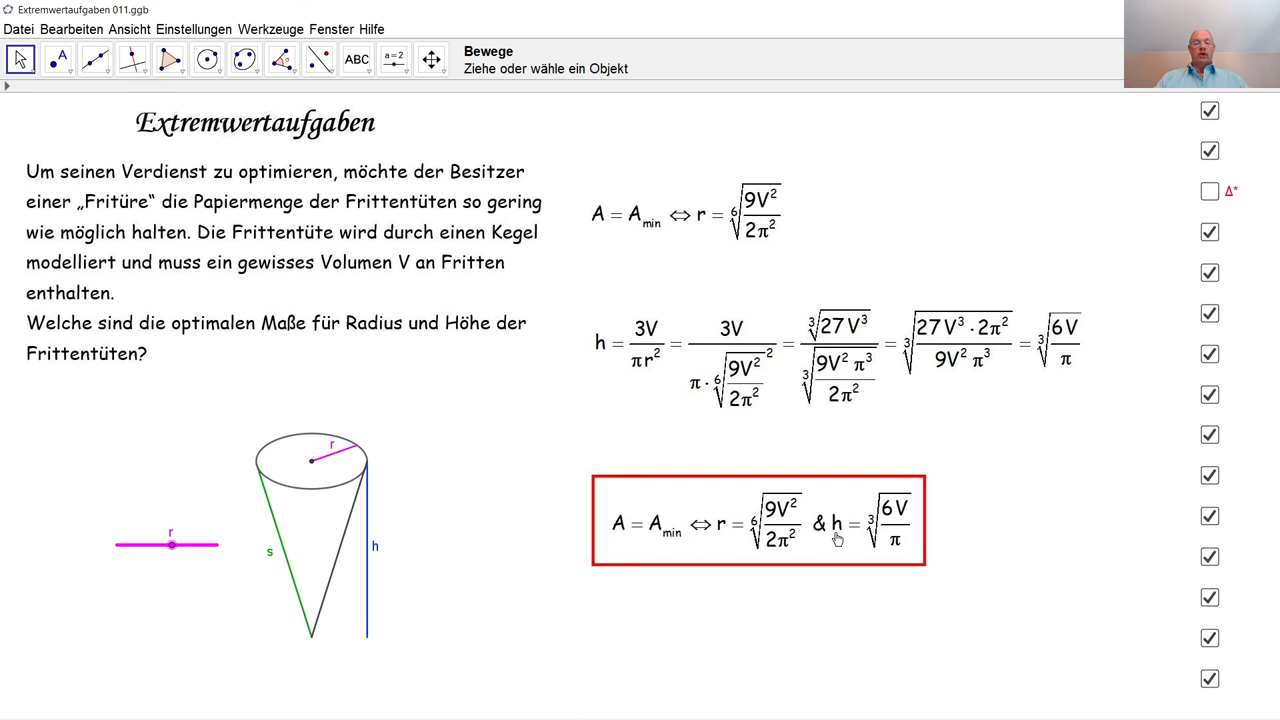 Extremwertaufgaben 011.ggb
Datei Bearbeiten Ansicht Einstellungen Werkzeuge Fenster Hilfe
A ABC a=2
Bewege
Ziehe oder wähle ein Objekt
Extremwertaufgaben
Um seinen Verdienst zu optimieren, möchte der Besitzer
einer „Fritüre“ die Papiermenge der Frittentüten so gering
wie möglich halten. Die Frittentüte wird durch einen Kegel
modelliert und muss ein gewisses Volumen V an Fritten
enthalten.
Welche sind die optimalen Maße für Radius und Höhe der
Frittentüten?
r
r
s
h
A = A_min ⇔ r = ⁶√(9V²/2π²)
h = 3V/πr² = 3V/(π · ⁶√(9V²/2π²)²) = ³√(27V³)/³√(9V² π³/2π²) = ³√(27V³ · 2π²/9V² π³) = ³√(6V/π)
A = A_min ⇔ r = ⁶√(9V²/2π²) & h = ³√(6V/π)
Δ*